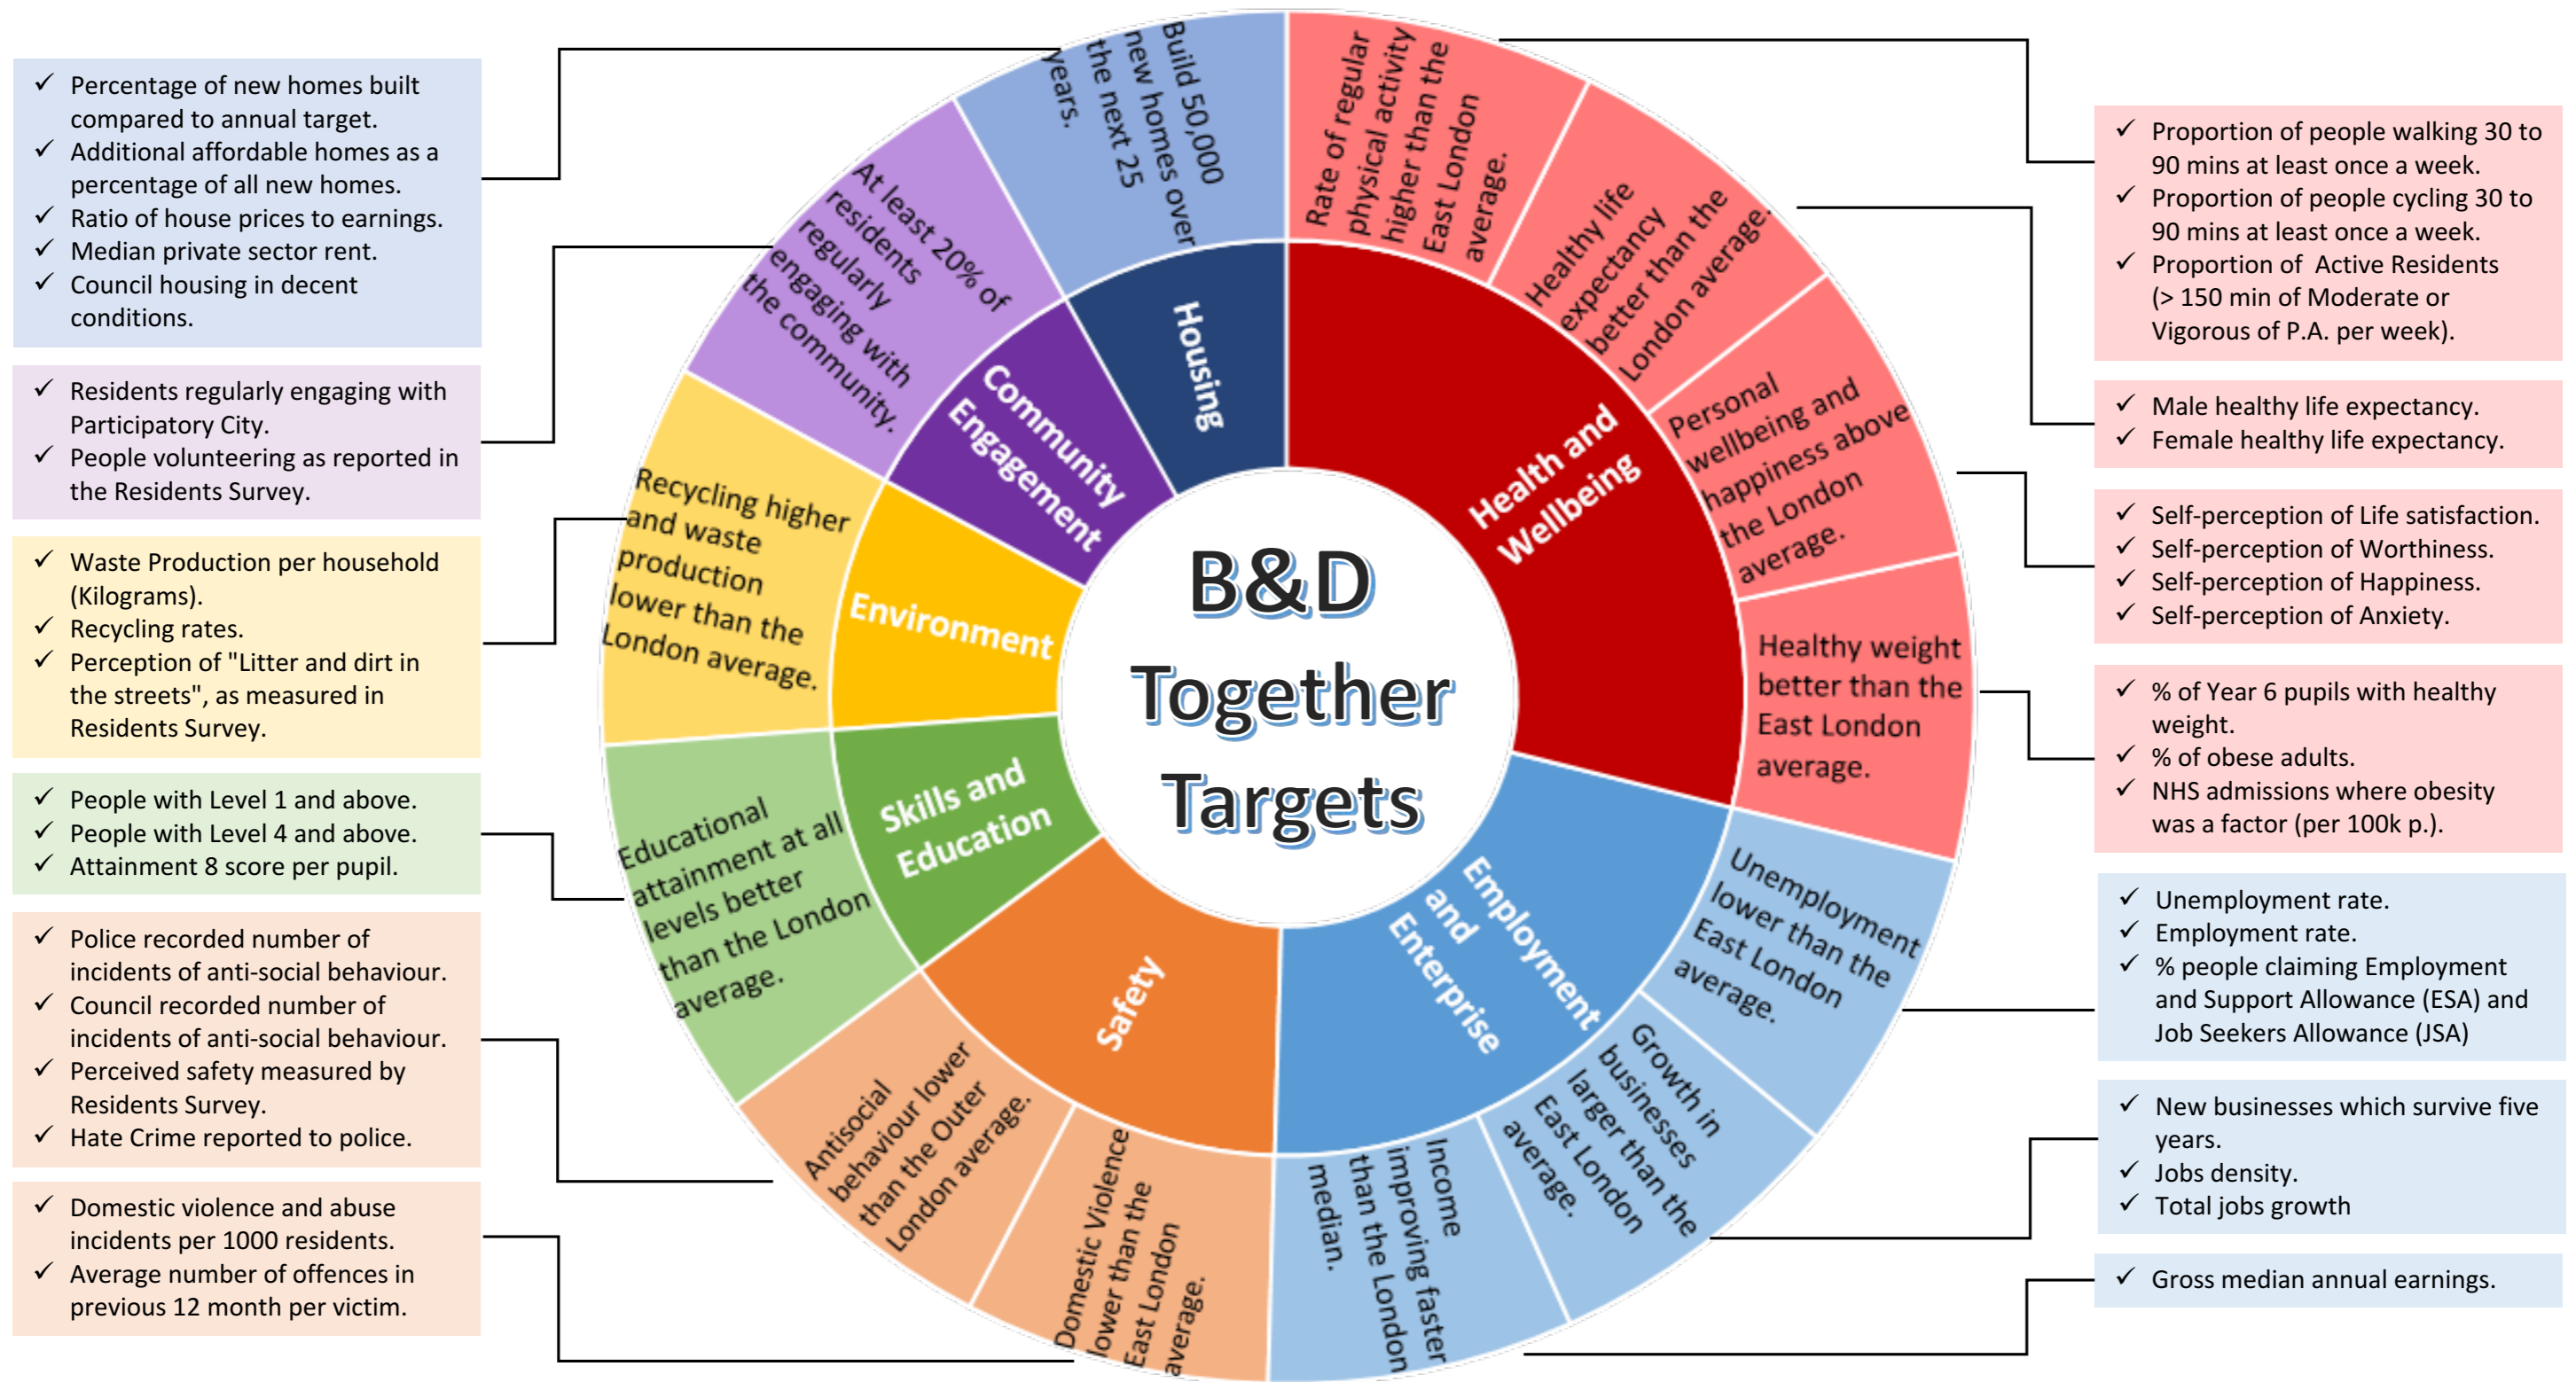 B&D
Together
Targets
Housing
Build 50,000
new homes over
the next 25
years.
✓ Percentage of new homes built
compared to annual target.
✓ Additional affordable homes as a
percentage of all new homes.
✓ Ratio of house prices to earnings.
✓ Median private sector rent.
✓ Council housing in decent
conditions.
Community
Engagement
At least 20% of
residents
regularly
engaging with
the community.
✓ Residents regularly engaging with
Participatory City.
✓ People volunteering as reported in
the Residents Survey.
Environment
Recycling higher
and waste
production
lower than the
London average.
✓ Waste Production per household
(Kilograms).
✓ Recycling rates.
✓ Perception of "Litter and dirt in
the streets", as measured in
Residents Survey.
Skills and
Education
Educational
attainment at all
levels better
than the London
average.
✓ People with Level 1 and above.
✓ People with Level 4 and above.
✓ Attainment 8 score per pupil.
Safety
Antisocial
behaviour lower
than the Outer
London average.
✓ Police recorded number of
incidents of anti-social behaviour.
✓ Council recorded number of
incidents of anti-social behaviour.
✓ Perceived safety measured by
Residents Survey.
✓ Hate Crime reported to police.
Domestic Violence
lower than the
East London
average.
✓ Domestic violence and abuse
incidents per 1000 residents.
✓ Average number of offences in
previous 12 month per victim.
Health and
Wellbeing
Rate of regular
physical activity
higher than the
East London
average.
✓ Proportion of people walking 30 to
90 mins at least once a week.
✓ Proportion of people cycling 30 to
90 mins at least once a week.
✓ Proportion of Active Residents
(> 150 min of Moderate or
Vigorous of P.A. per week).
Healthy life
expectancy
better than the
London average.
✓ Male healthy life expectancy.
✓ Female healthy life expectancy.
Personal
wellbeing and
happiness above
the London
average.
✓ Self-perception of Life satisfaction.
✓ Self-perception of Worthiness.
✓ Self-perception of Happiness.
✓ Self-perception of Anxiety.
Healthy weight
better than the
East London
average.
✓ % of Year 6 pupils with healthy
weight.
✓ % of obese adults.
✓ NHS admissions where obesity
was a factor (per 100k p.).
Employment
and
Enterprise
Unemployment
lower than the
East London
average.
✓ Unemployment rate.
✓ Employment rate.
✓ % people claiming Employment
and Support Allowance (ESA) and
Job Seekers Allowance (JSA)
Growth in
businesses
larger than the
East London
average.
✓ New businesses which survive five
years.
✓ Jobs density.
✓ Total jobs growth
Income
improving faster
than the London
median.
✓ Gross median annual earnings.